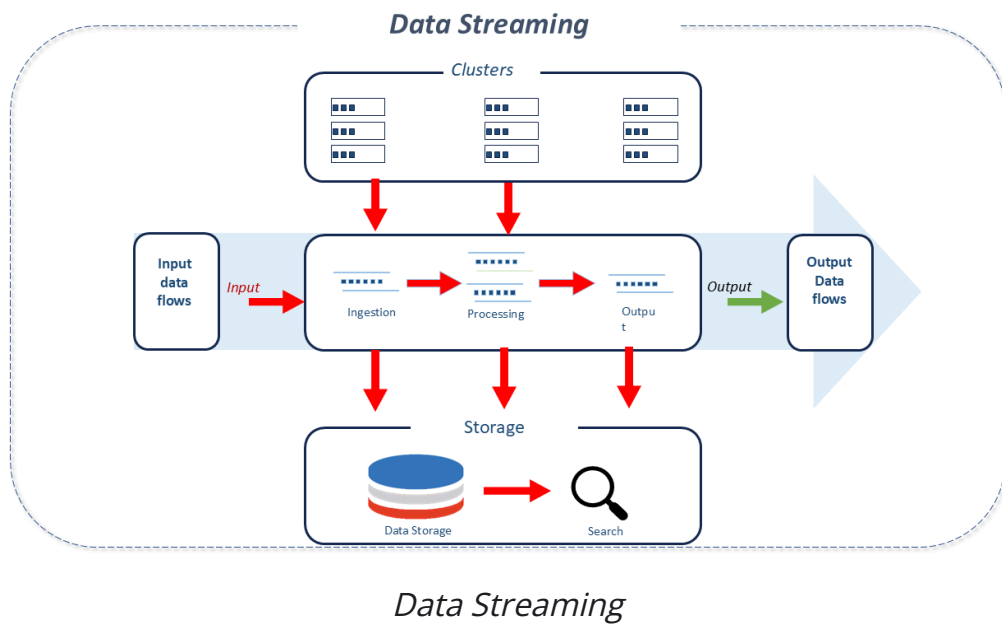 Data Streaming
Clusters
Input
data
flows
Input
Ingestion
Processing
Outpu
t
Output
Output
Data
flows
Storage
Data Storage
Search
Data Streaming